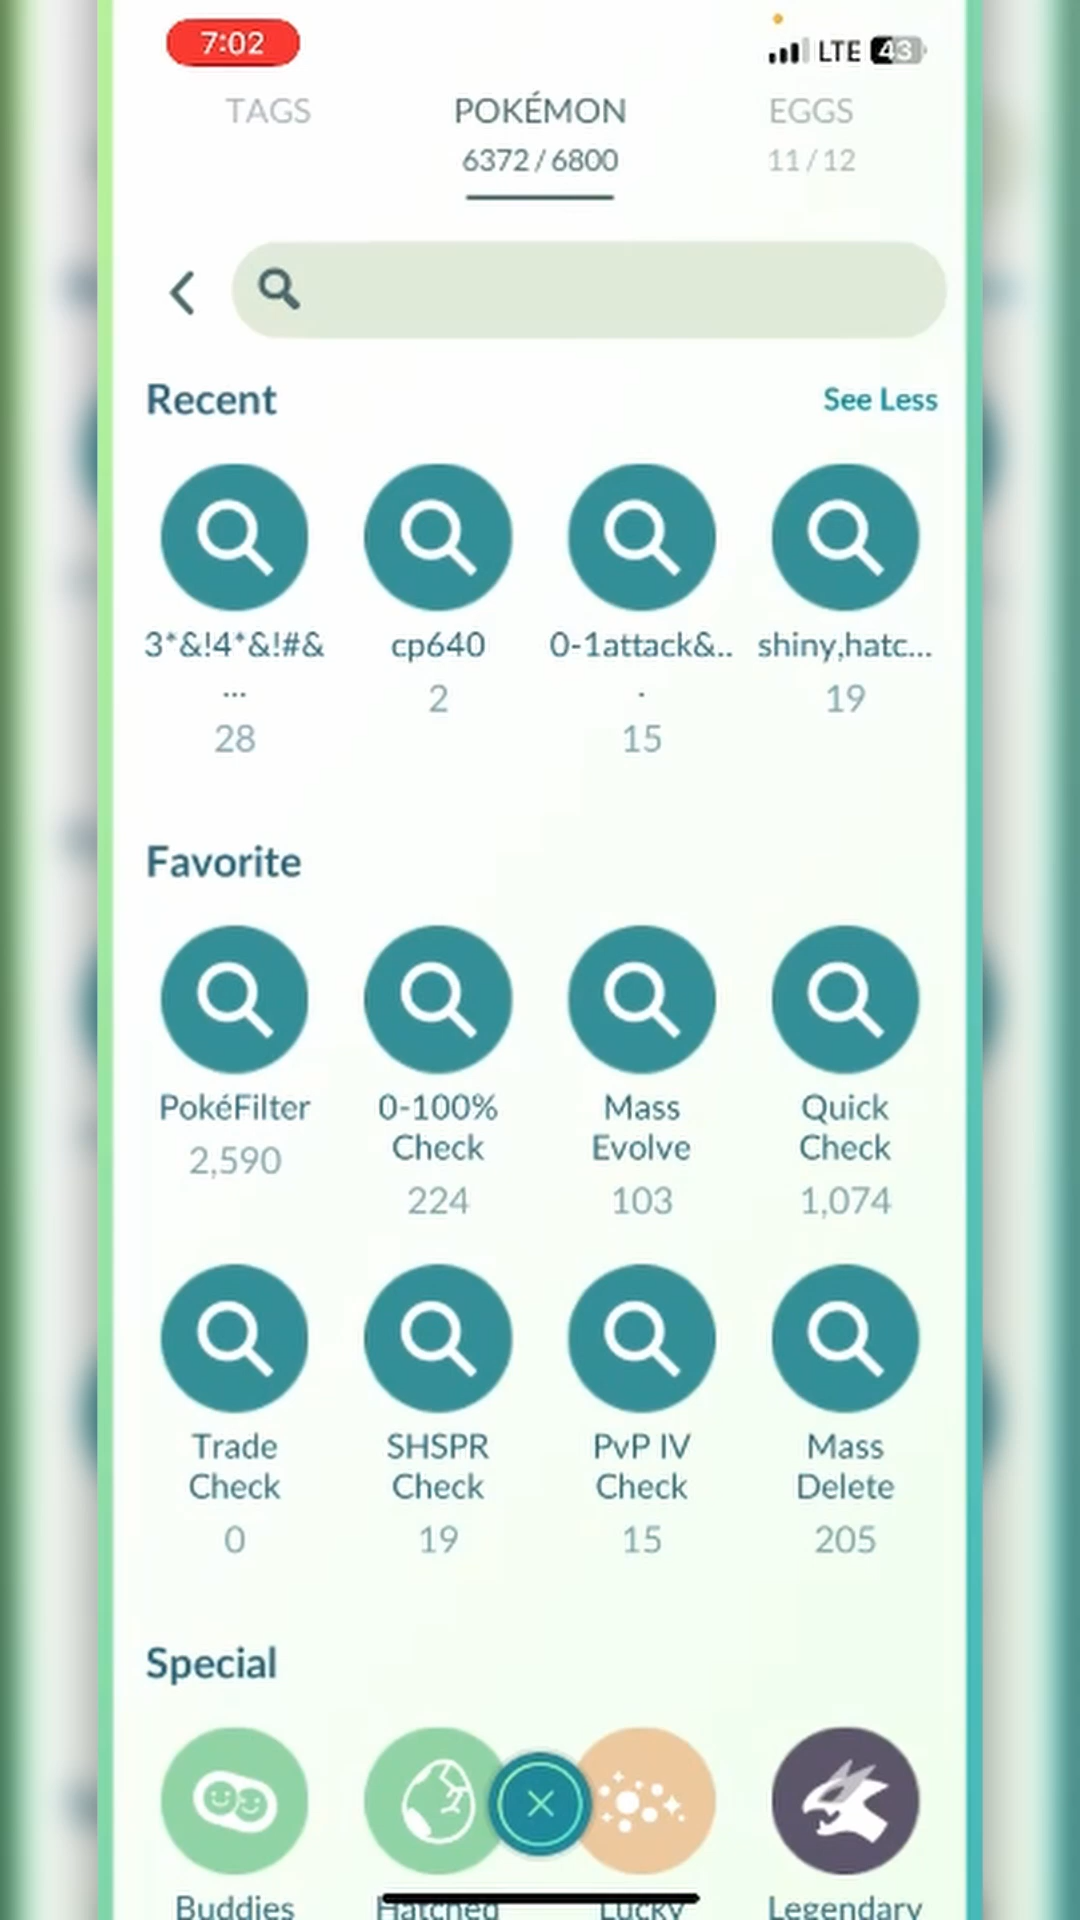 7:02
LTE 43
TAGS
POKÉMON
EGGS
6372 / 6800
11 / 12
Recent
See Less
3*&!4*&!#&
...
28
cp640
2
0-1attack&..
.
15
shiny,hatc...
19
Favorite
PokéFilter
2,590
0-100%
Check
224
Mass
Evolve
103
Quick
Check
1,074
Trade
Check
0
SHSPR
Check
19
PvP IV
Check
15
Mass
Delete
205
Special
Buddies
Hatched
Lucky
Legendary